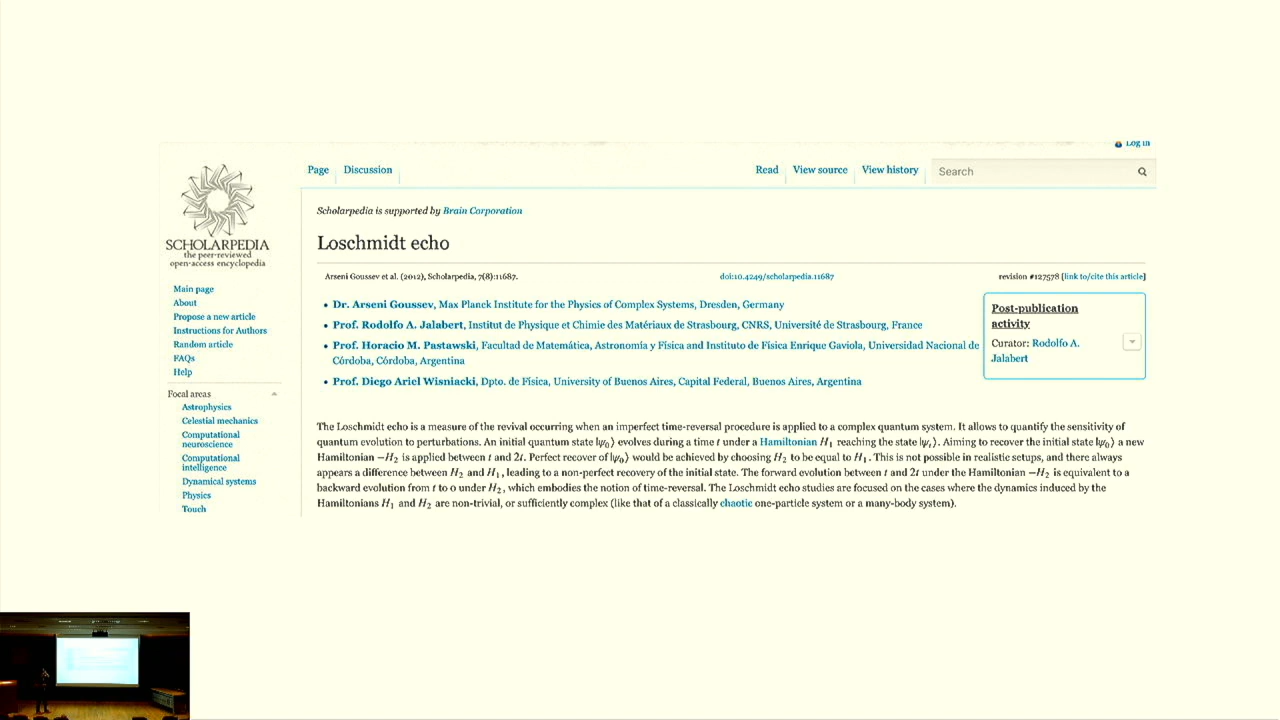 Log in
Page
Discussion
Read
View source
View history
Search
SCHOLARPEDIA
the peer-reviewed
open-access encyclopedia
Main page
About
Propose a new article
Instructions for Authors
Random article
FAQs
Help
Focal areas
Astrophysics
Celestial mechanics
Computational
neuroscience
Computational
intelligence
Dynamical systems
Physics
Touch
Scholarpedia is supported by Brain Corporation
Loschmidt echo
Arseni Goussev et al. (2012), Scholarpedia, 7(8):11687.
doi:10.4249/scholarpedia.11687
revision #127578 [link to/cite this article]
• Dr. Arseni Goussev, Max Planck Institute for the Physics of Complex Systems, Dresden, Germany
• Prof. Rodolfo A. Jalabert, Institut de Physique et Chimie des Matériaux de Strasbourg, CNRS, Université de Strasbourg, France
• Prof. Horacio M. Pastawski, Facultad de Matemática, Astronomía y Física and Instituto de Física Enrique Gaviola, Universidad Nacional de
Córdoba, Córdoba, Argentina
• Prof. Diego Ariel Wisniacki, Dpto. de Física, University of Buenos Aires, Capital Federal, Buenos Aires, Argentina
Post-publication
activity
Curator: Rodolfo A.
Jalabert
The Loschmidt echo is a measure of the revival occurring when an imperfect time-reversal procedure is applied to a complex quantum system. It allows to quantify the sensitivity of
quantum evolution to perturbations. An initial quantum state |ψ₀⟩ evolves during a time t under a Hamiltonian H₁ reaching the state |ψₜ⟩. Aiming to recover the initial state |ψ₀⟩ a new
Hamiltonian −H₂ is applied between t and 2t. Perfect recover of |ψ₀⟩ would be achieved by choosing H₂ to be equal to H₁. This is not possible in realistic setups, and there always
appears a difference between H₂ and H₁, leading to a non-perfect recovery of the initial state. The forward evolution between t and 2t under the Hamiltonian −H₂ is equivalent to a
backward evolution from t to 0 under H₂, which embodies the notion of time-reversal. The Loschmidt echo studies are focused on the cases where the dynamics induced by the
Hamiltonians H₁ and H₂ are non-trivial, or sufficiently complex (like that of a classically chaotic one-particle system or a many-body system).